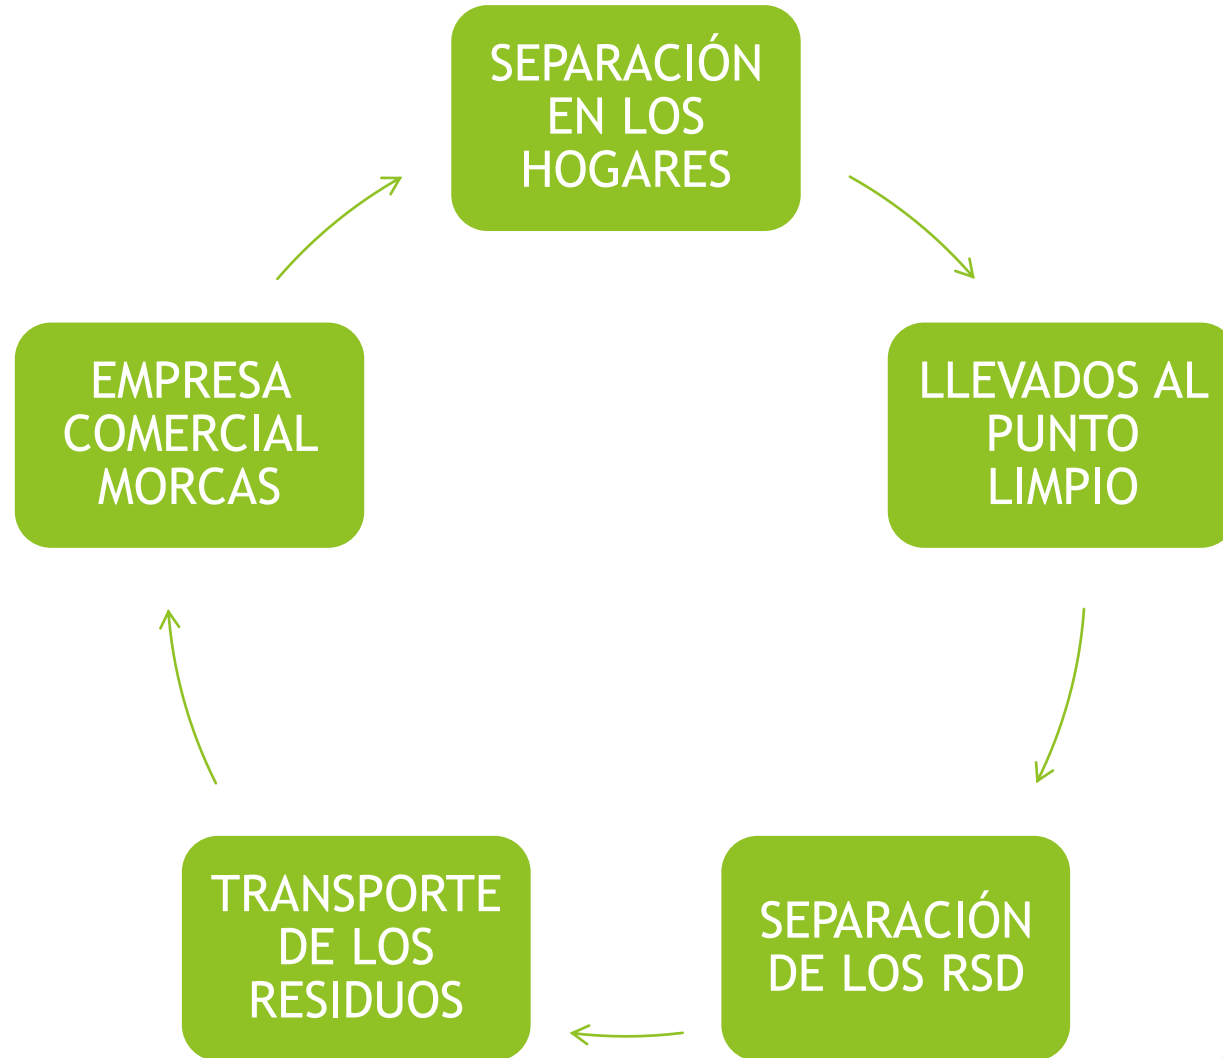 SEPARACIÓN
EN LOS
HOGARES
LLEVADOS AL
PUNTO
LIMPIO
SEPARACIÓN
DE LOS RSD
TRANSPORTE
DE LOS
RESIDUOS
EMPRESA
COMERCIAL
MORCAS